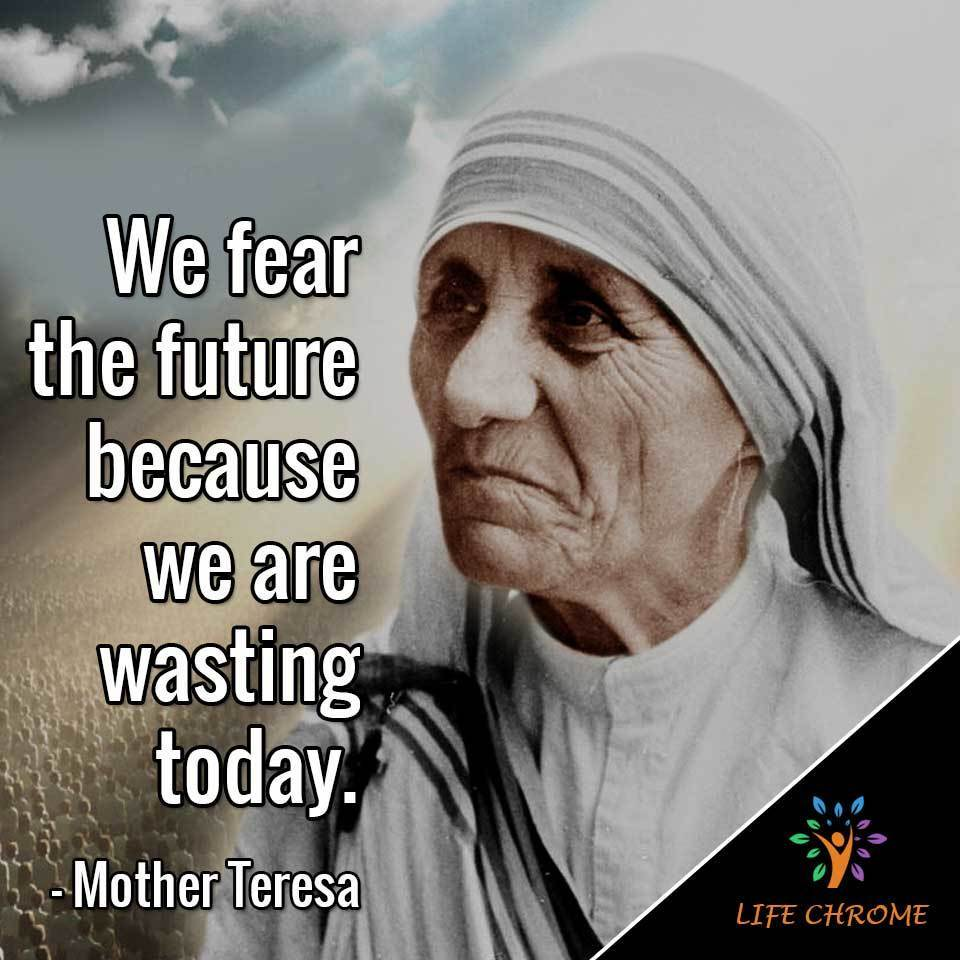 We fear
the future
because
we are
wasting
today.
- Mother Teresa
LIFE CHROME